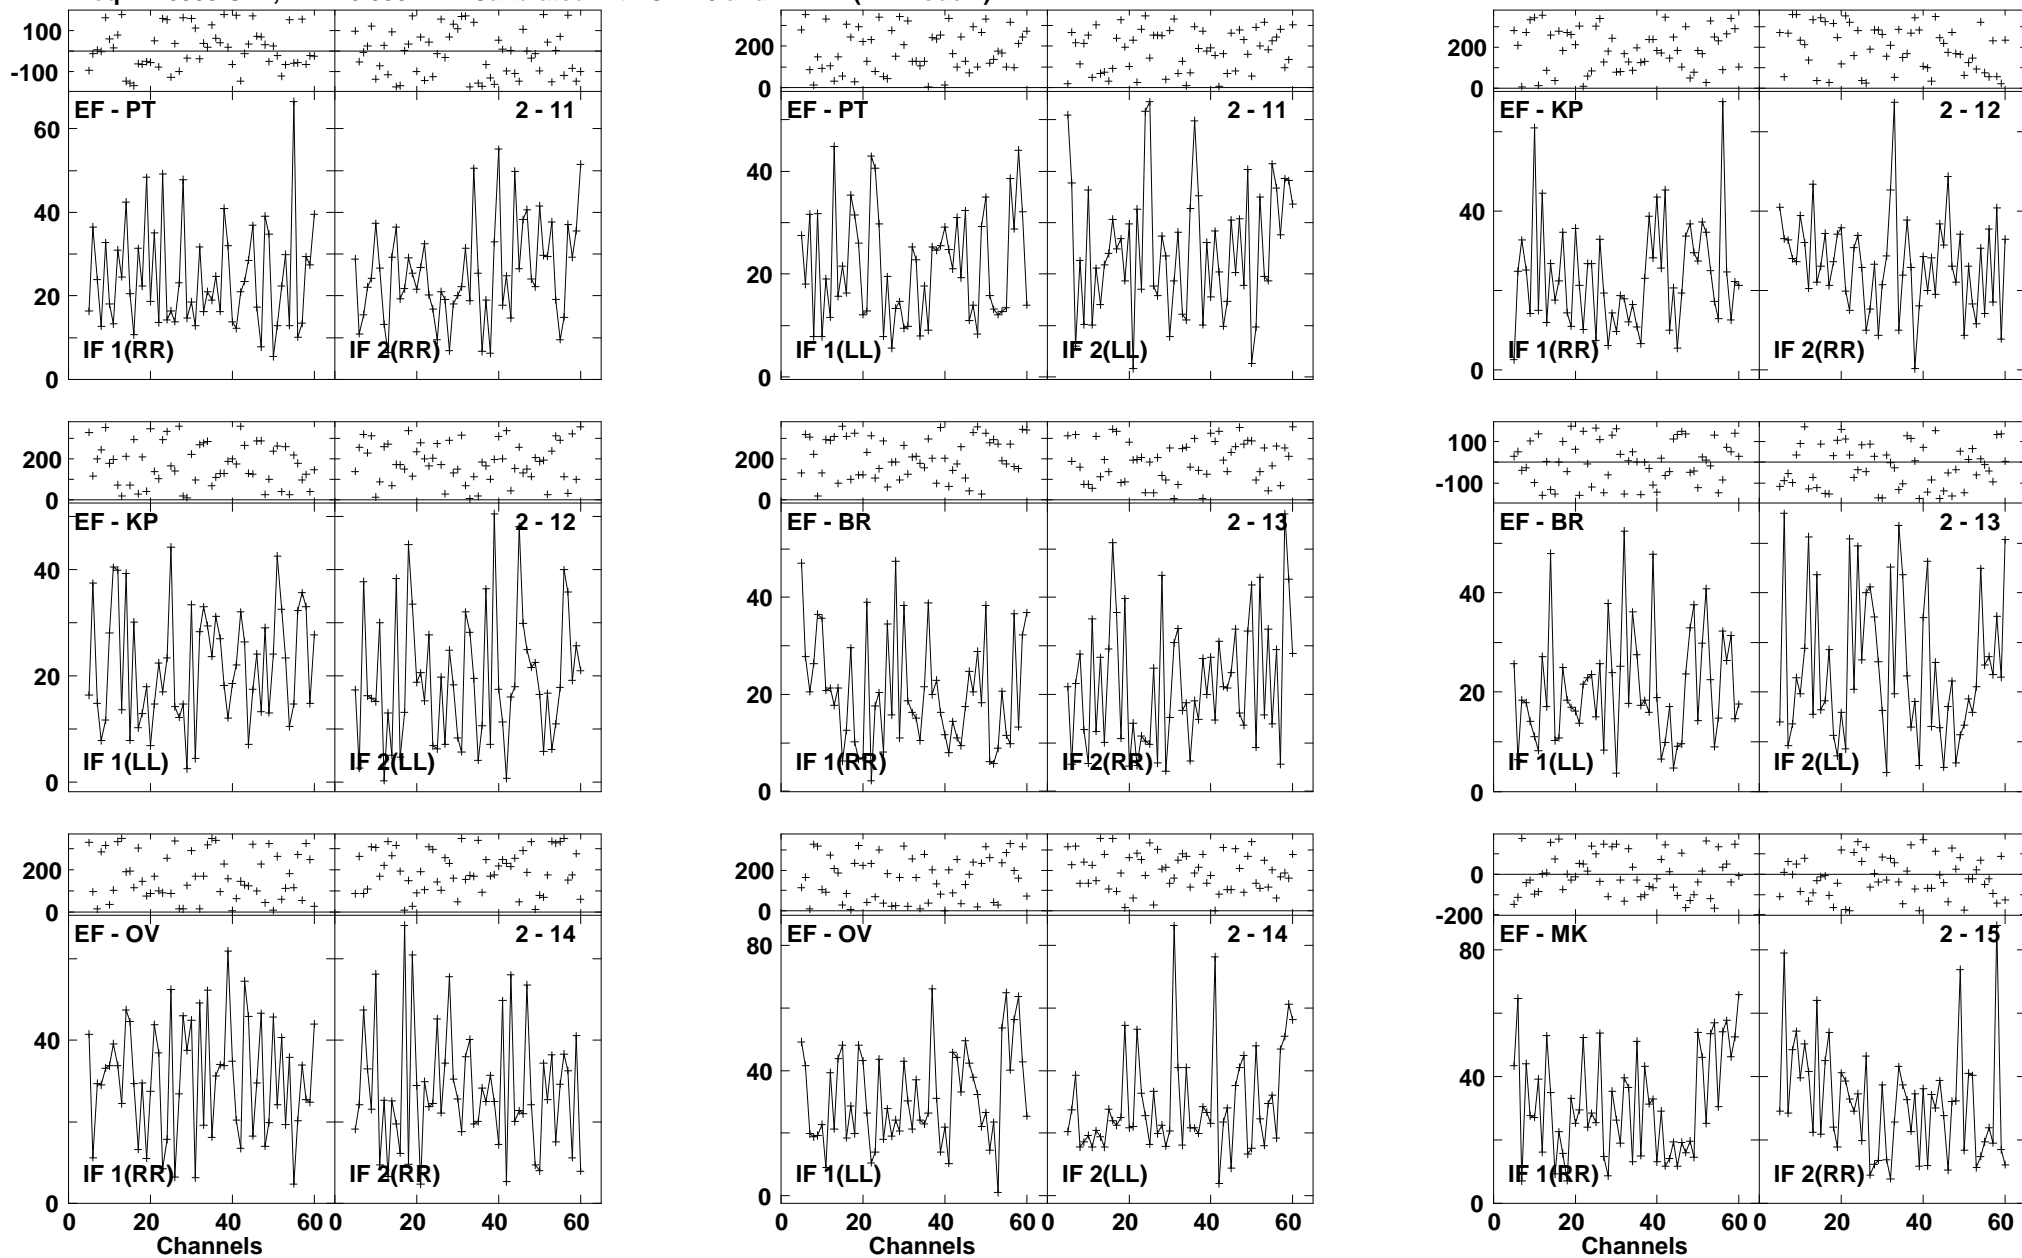 100
-100
EF - PT
2 - 11
60
40
20
0
IF 1(RR)
IF 2(RR)
200
0
EF - PT
2 - 11
40
20
0
IF 1(LL)
IF 2(LL)
200
0
EF - KP
2 - 12
40
0
IF 1(RR)
IF 2(RR)
200
0
EF - KP
2 - 12
40
20
0
IF 1(LL)
IF 2(LL)
200
0
EF - BR
2 - 13
40
20
0
IF 1(RR)
IF 2(RR)
100
-100
EF - BR
2 - 13
40
20
0
IF 1(LL)
IF 2(LL)
200
0
EF - OV
2 - 14
40
0
IF 1(RR)
IF 2(RR)
0 20 40 60 0 20 40 60
Channels
200
0
EF - OV
2 - 14
80
40
0
IF 1(LL)
IF 2(LL)
0 20 40 60 0 20 40 60
Channels
0
-200
EF - MK
2 - 15
80
40
0
IF 1(RR)
IF 2(RR)
0 20 40 60 0 20 40 60
Channels